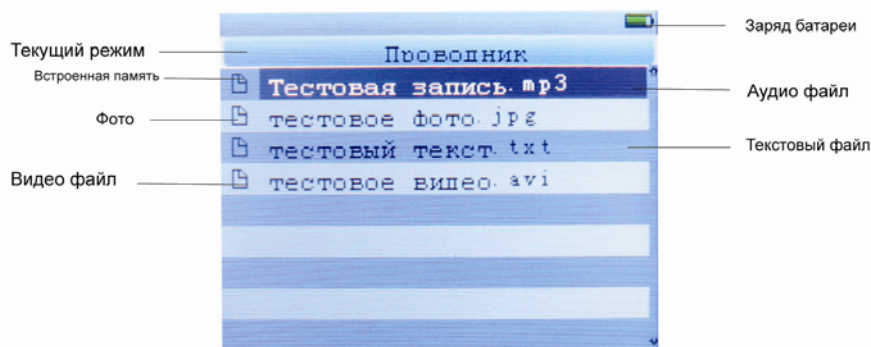 Заряд батареи
Текущий режим
Проводник
Встроенная память
Тестовая запись.mp3
Аудио файл
Фото
тестовое фото.jpg
тестовый текст.txt
Текстовый файл
Видео файл
тестовое видео.avi